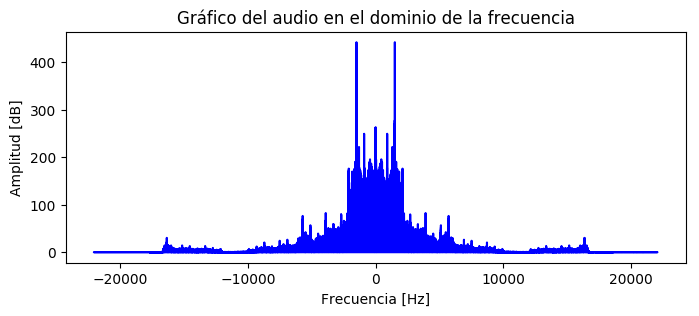 Gráfico del audio en el dominio de la frecuencia
Amplitud [dB]
400
300
200
100
0
−20000 −10000 0 10000 20000
Frecuencia [Hz]